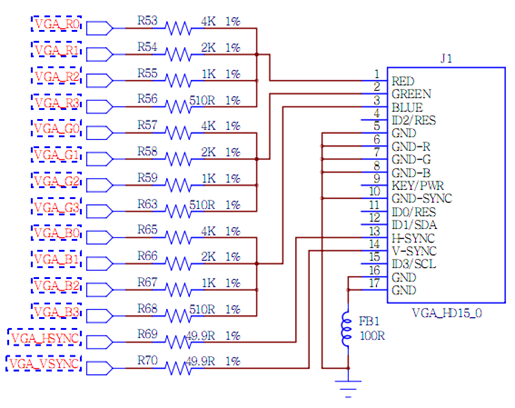 VGA_R0 R53 4K 1%
VGA_R1 R54 2K 1%
VGA_R2 R55 1K 1%
VGA_R3 R56 510R 1%
VGA_G0 R57 4K 1%
VGA_G1 R58 2K 1%
VGA_G2 R59 1K 1%
VGA_G3 R63 510R 1%
VGA_B0 R65 4K 1%
VGA_B1 R66 2K 1%
VGA_B2 R67 1K 1%
VGA_B3 R68 510R 1%
VGA_HSYNC R69 49.9R 1%
VGA_VSYNC R70 49.9R 1%
J1
1 RED
2 GREEN
3 BLUE
4 ID2/RES
5 GND
6 GND-R
7 GND-G
8 GND-B
9 KEY/PWR
10 GND-SYNC
11 ID0/RES
12 ID1/SDA
13 H-SYNC
14 V-SYNC
15 ID3/SCL
16 GND
17 GND
VGA_HD15_0
FB1
100R